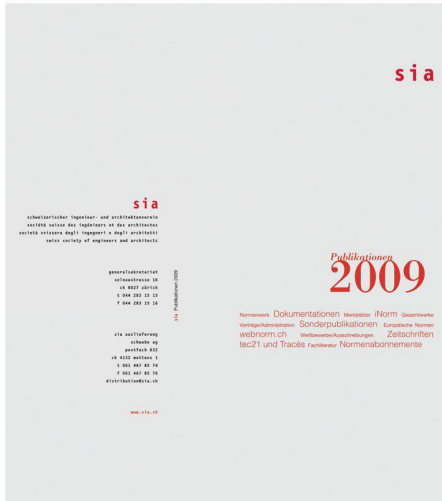 sia
sia
schweizerischer ingenieur- und architektenverein
société suisse des ingénieurs et des architectes
società svizzera degli ingegneri e degli architetti
swiss society of engineers and architects
generalsekretariat
selnaustrasse 16
ch 8027 zürich
t 044 283 15 15
f 044 283 15 16
sia auslieferung
schwabe ag
postfach 832
ch 4132 muttenz 1
t 061 467 85 74
f 061 467 85 76
distribution@sia.ch
www.sia.ch
sia Publikationen 2009
Publikationen
2009
Normenwerk Dokumentationen Merkblätter iNorm Gesamtwerke
Verträge/Administration Sonderpublikationen Europäische Normen
webnorm.ch Wettbewerbe/Ausschreibungen Zeitschriften
tec21 und Tracés Fachliteratur Normenabonnemente